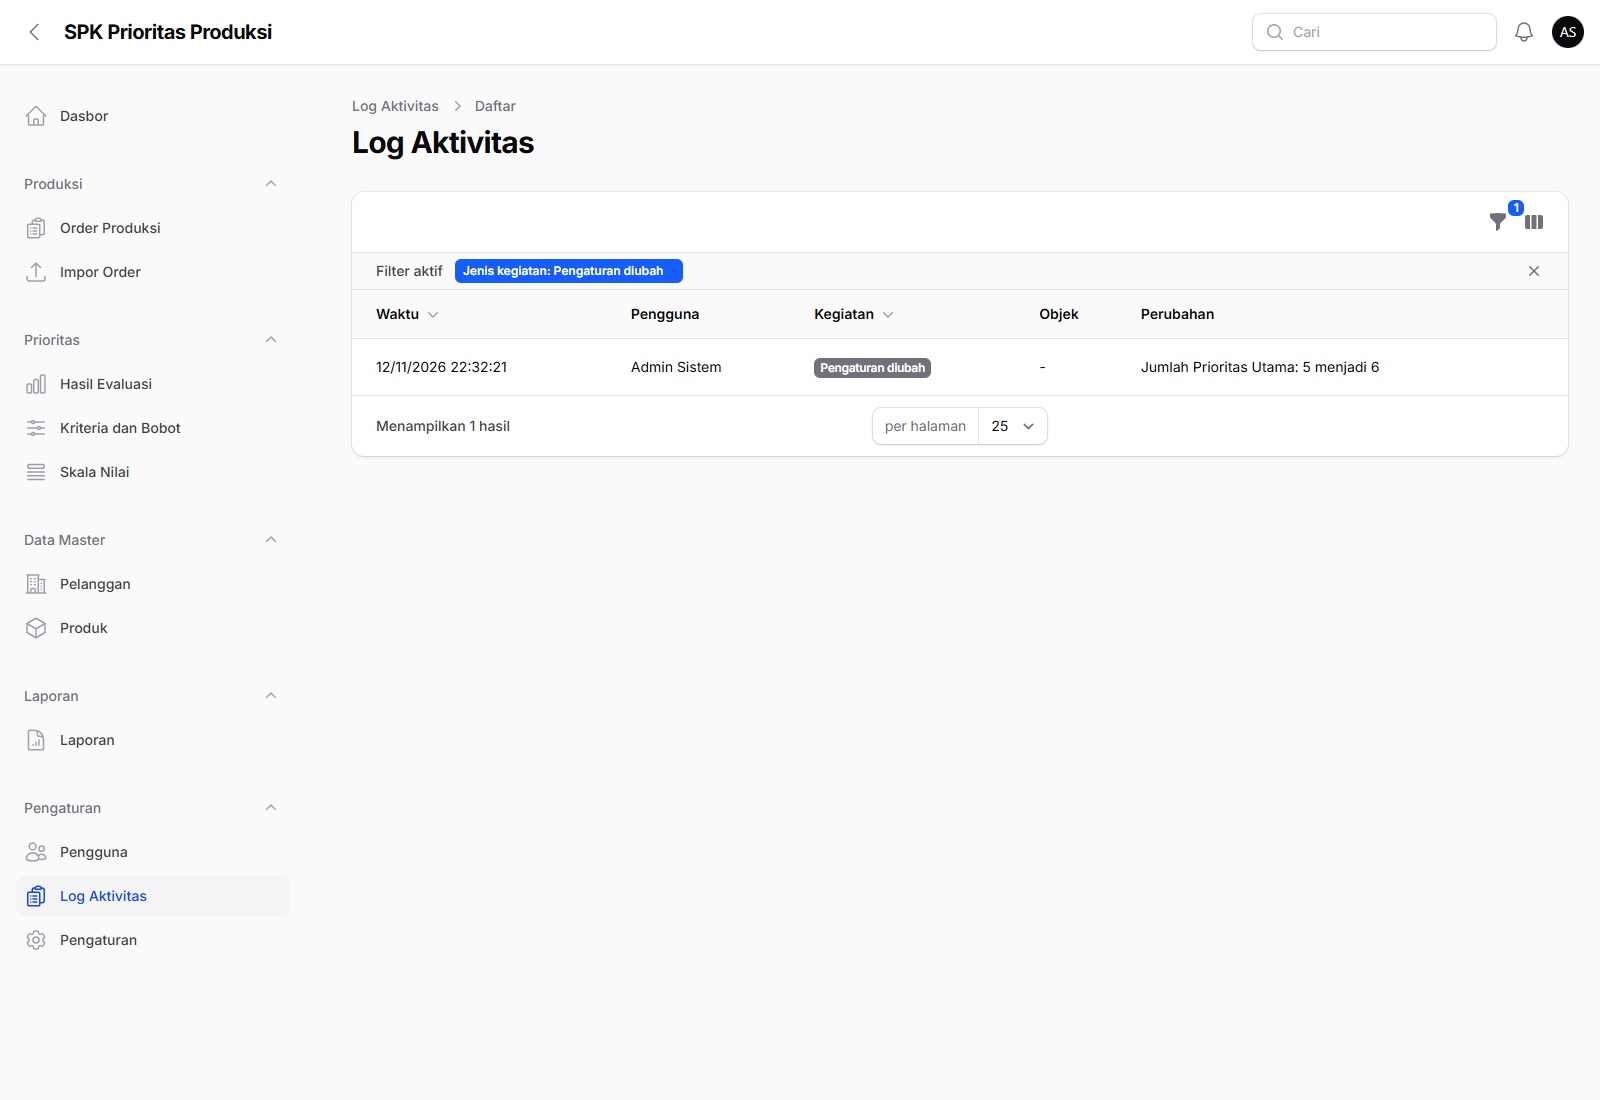 SPK Prioritas Produksi
Cari
AS
Dasbor
Produksi
Order Produksi
Impor Order
Prioritas
Hasil Evaluasi
Kriteria dan Bobot
Skala Nilai
Data Master
Pelanggan
Produk
Laporan
Laporan
Pengaturan
Pengguna
Log Aktivitas
Pengaturan
Log Aktivitas > Daftar
Log Aktivitas
1
Filter aktif Jenis kegiatan: Pengaturan diubah
Waktu Pengguna Kegiatan Objek Perubahan
12/11/2026 22:32:21 Admin Sistem Pengaturan diubah - Jumlah Prioritas Utama: 5 menjadi 6
Menampilkan 1 hasil per halaman 25